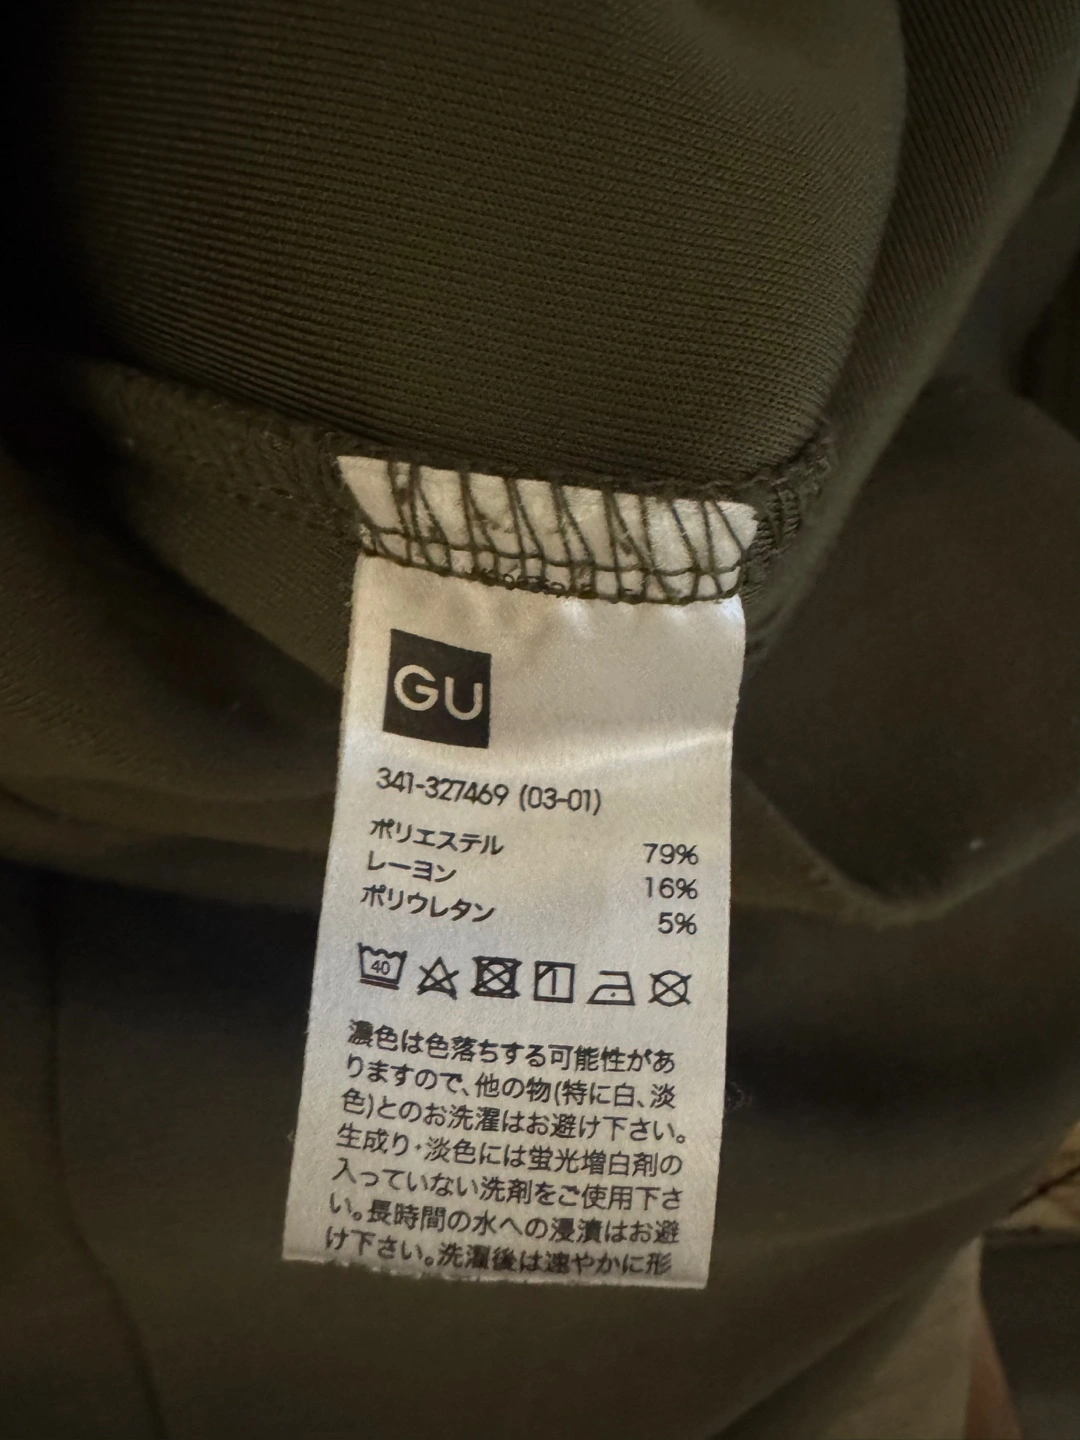 GU
341-327469 (03-01)
ポリエステル 79%
レーヨン 16%
ポリウレタン 5%
40
濃色は色落ちする可能性があ
りますので、他の物(特に白、淡
色)とのお洗濯はお避け下さい。
生成り・淡色には蛍光増白剤の
入っていない洗剤をご使用下さ
い。長時間の水への浸漬はお避
け下さい。洗濯後は速やかに形